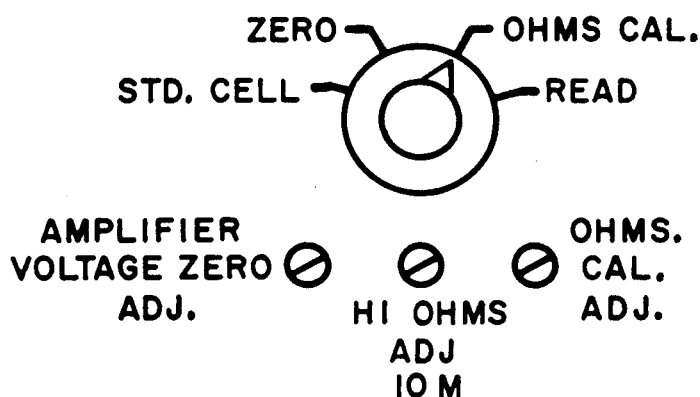 ZERO
OHMS CAL.
STD. CELL
READ
AMPLIFIER
VOLTAGE ZERO
ADJ.
HI OHMS
ADJ
10 M
OHMS.
CAL.
ADJ.